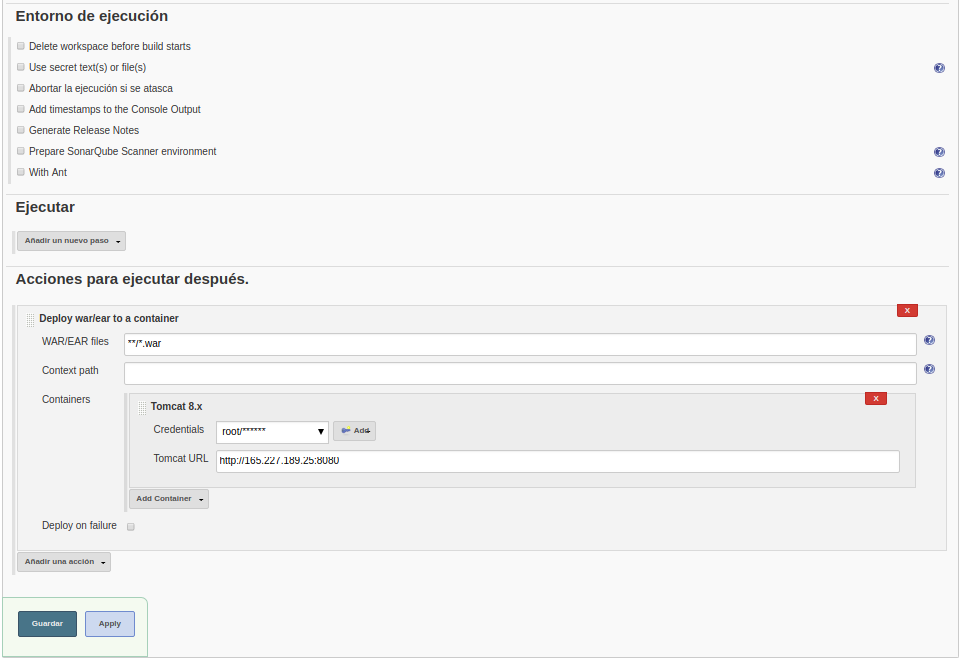 Entorno de ejecución
Delete workspace before build starts
Use secret text(s) or file(s)
Abortar la ejecución si se atasca
Add timestamps to the Console Output
Generate Release Notes
Prepare SonarQube Scanner environment
With Ant
Ejecutar
Añadir un nuevo paso
Acciones para ejecutar después.
X
Deploy war/ear to a container
WAR/EAR files **/*.war
Context path
Containers
X
Tomcat 8.x
Credentials root/****** Add
Tomcat URL http://165.227.189.25:8080
Add Container
Deploy on failure
Añadir una acción
Guardar Apply